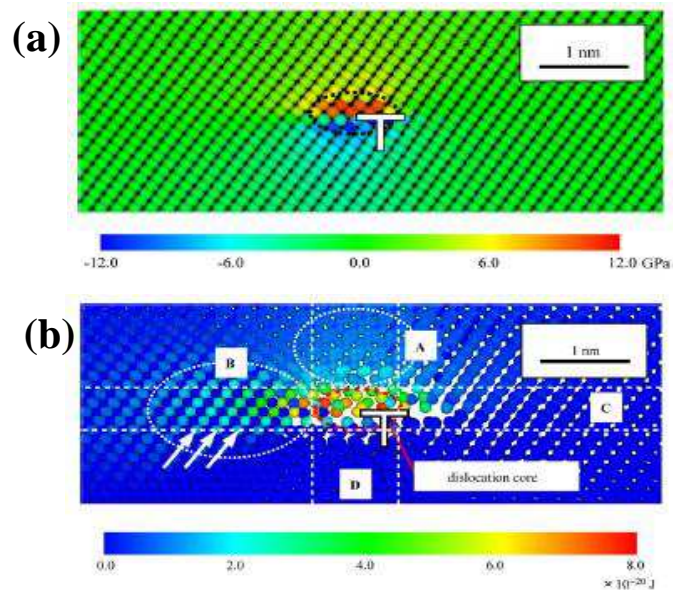 (a)
1 nm
-12.0 -6.0 0.0 6.0 12.0 GPa
(b)
A
B
1 nm
C
D
dislocation core
0.0 2.0 4.0 6.0 8.0
× 10⁻²⁰ J